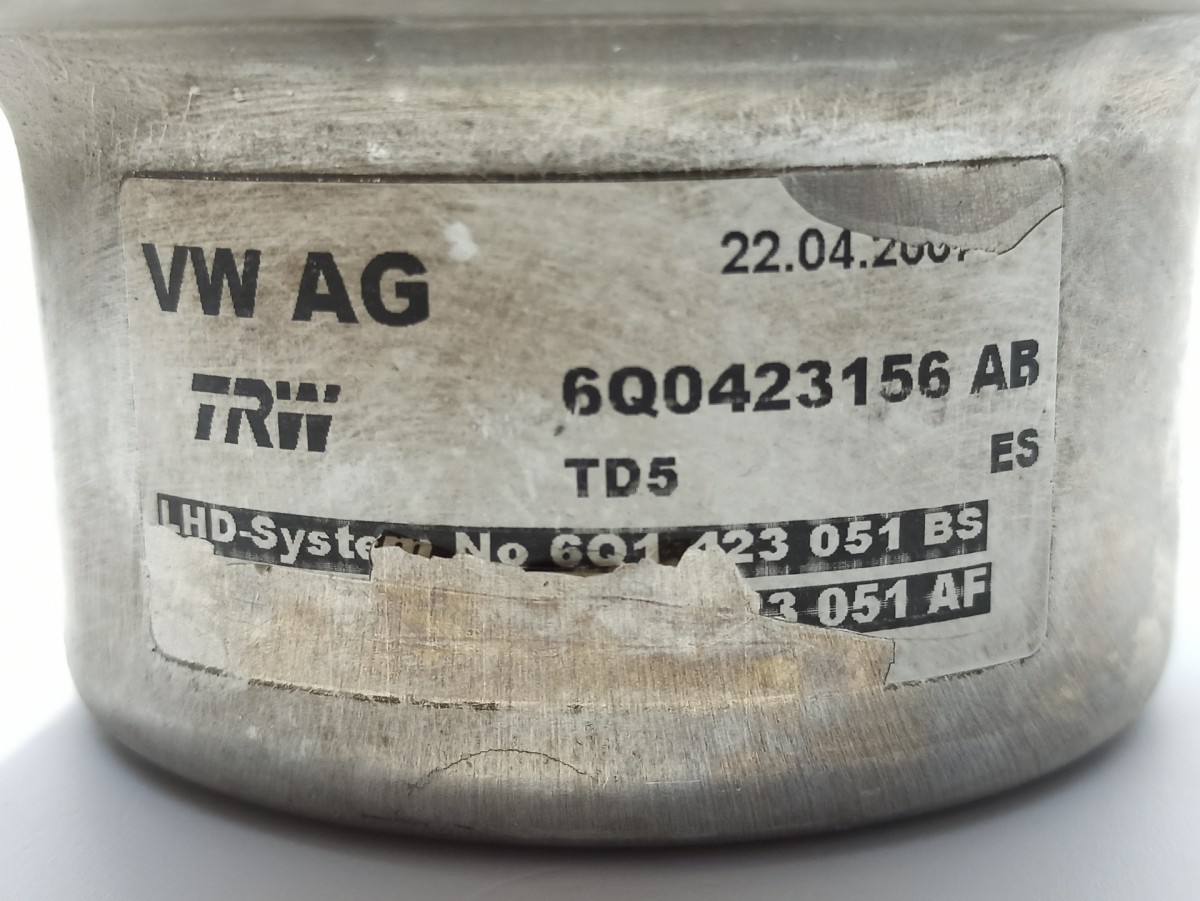 VW AG
22.04.2007
TRW
6Q0423156 AB
TD5
ES
LHD-System No 6Q1 423 051 BS
3 051 AF